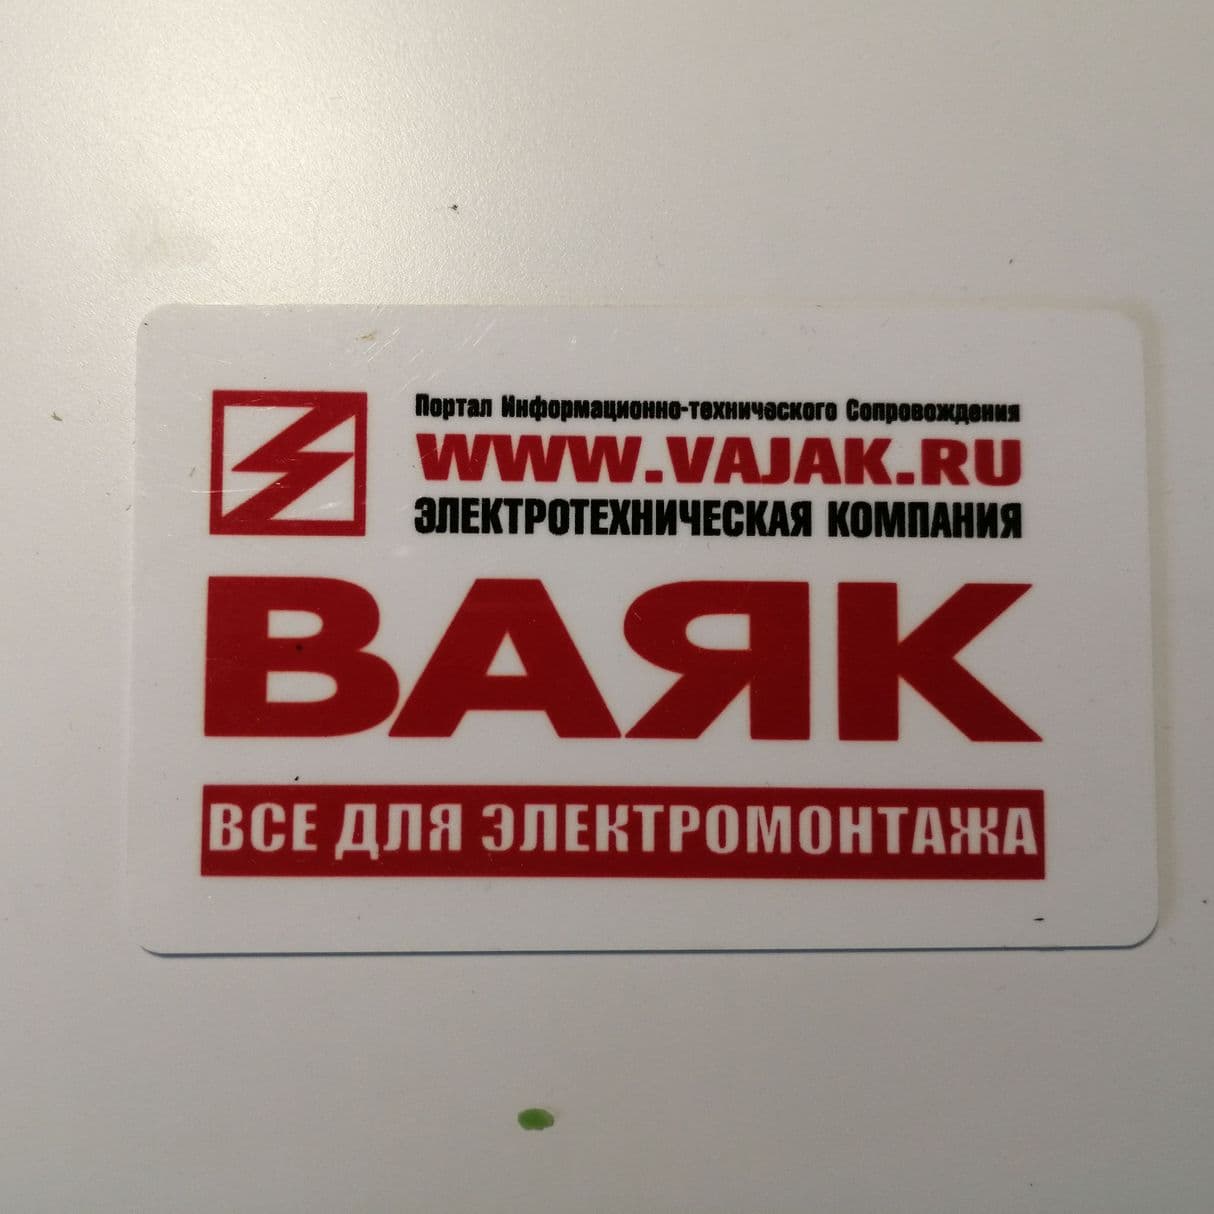 Портал Информационно-технического Сопровождения
WWW.VAJAK.RU
ЭЛЕКТРОТЕХНИЧЕСКАЯ КОМПАНИЯ
ВАЯК
ВСЕ ДЛЯ ЭЛЕКТРОМОНТАЖА